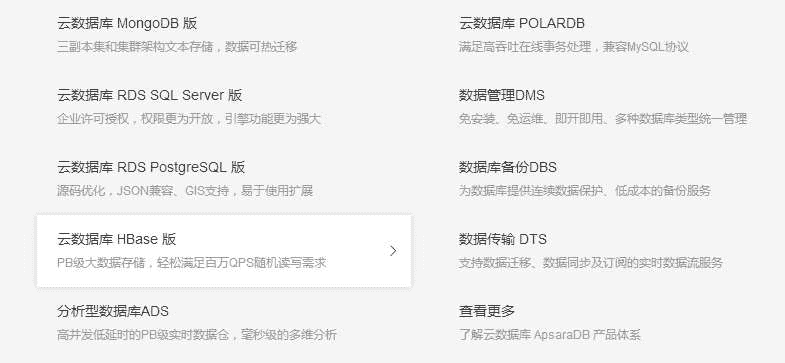 云数据库 MongoDB 版
三副本集和集群架构文本存储，数据可热迁移
云数据库 RDS SQL Server 版
企业许可授权，权限更为开放，引擎功能更为强大
云数据库 RDS PostgreSQL 版
源码优化，JSON兼容、GIS支持，易于使用扩展
云数据库 HBase 版
PB级大数据存储，轻松满足百万QPS随机读写需求
分析型数据库ADS
高并发低延时的PB级实时数据仓，毫秒级的多维分析
云数据库 POLARDB
满足高吞吐在线事务处理，兼容MySQL协议
数据管理DMS
免安装、免运维、即开即用、多种数据库类型统一管理
数据库备份DBS
为数据库提供连续数据保护、低成本的备份服务
数据传输 DTS
支持数据迁移、数据同步及订阅的实时数据流服务
查看更多
了解云数据库 ApsaraDB 产品体系